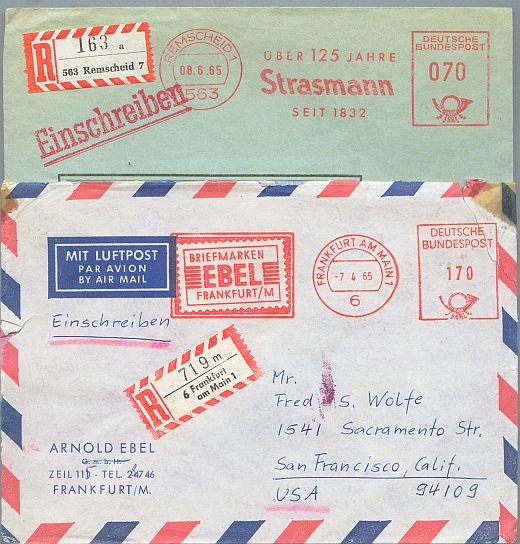 R
163 a
563 Remscheid 7
REMSCHEID 1
08.6.65
563
ÜBER 125 JAHRE
Strasmann
SEIT 1832
DEUTSCHE
BUNDESPOST
070
Einschreiben
MIT LUFTPOST
PAR AVION
BY AIR MAIL
BRIEFMARKEN
EBEL
FRANKFURT/M
FRANKFURT AM MAIN 1
-7.4.65
6
DEUTSCHE
BUNDESPOST
170
Einschreiben
R
719 m
6 Frankfurt
am Main 1
Mr.
Fred S. Wolfe
1541 Sacramento Str.
San Francisco, Calif.
USA 94109
ARNOLD EBEL
G.m.b.H.
ZEIL
TEL.
FRANKFURT/M.